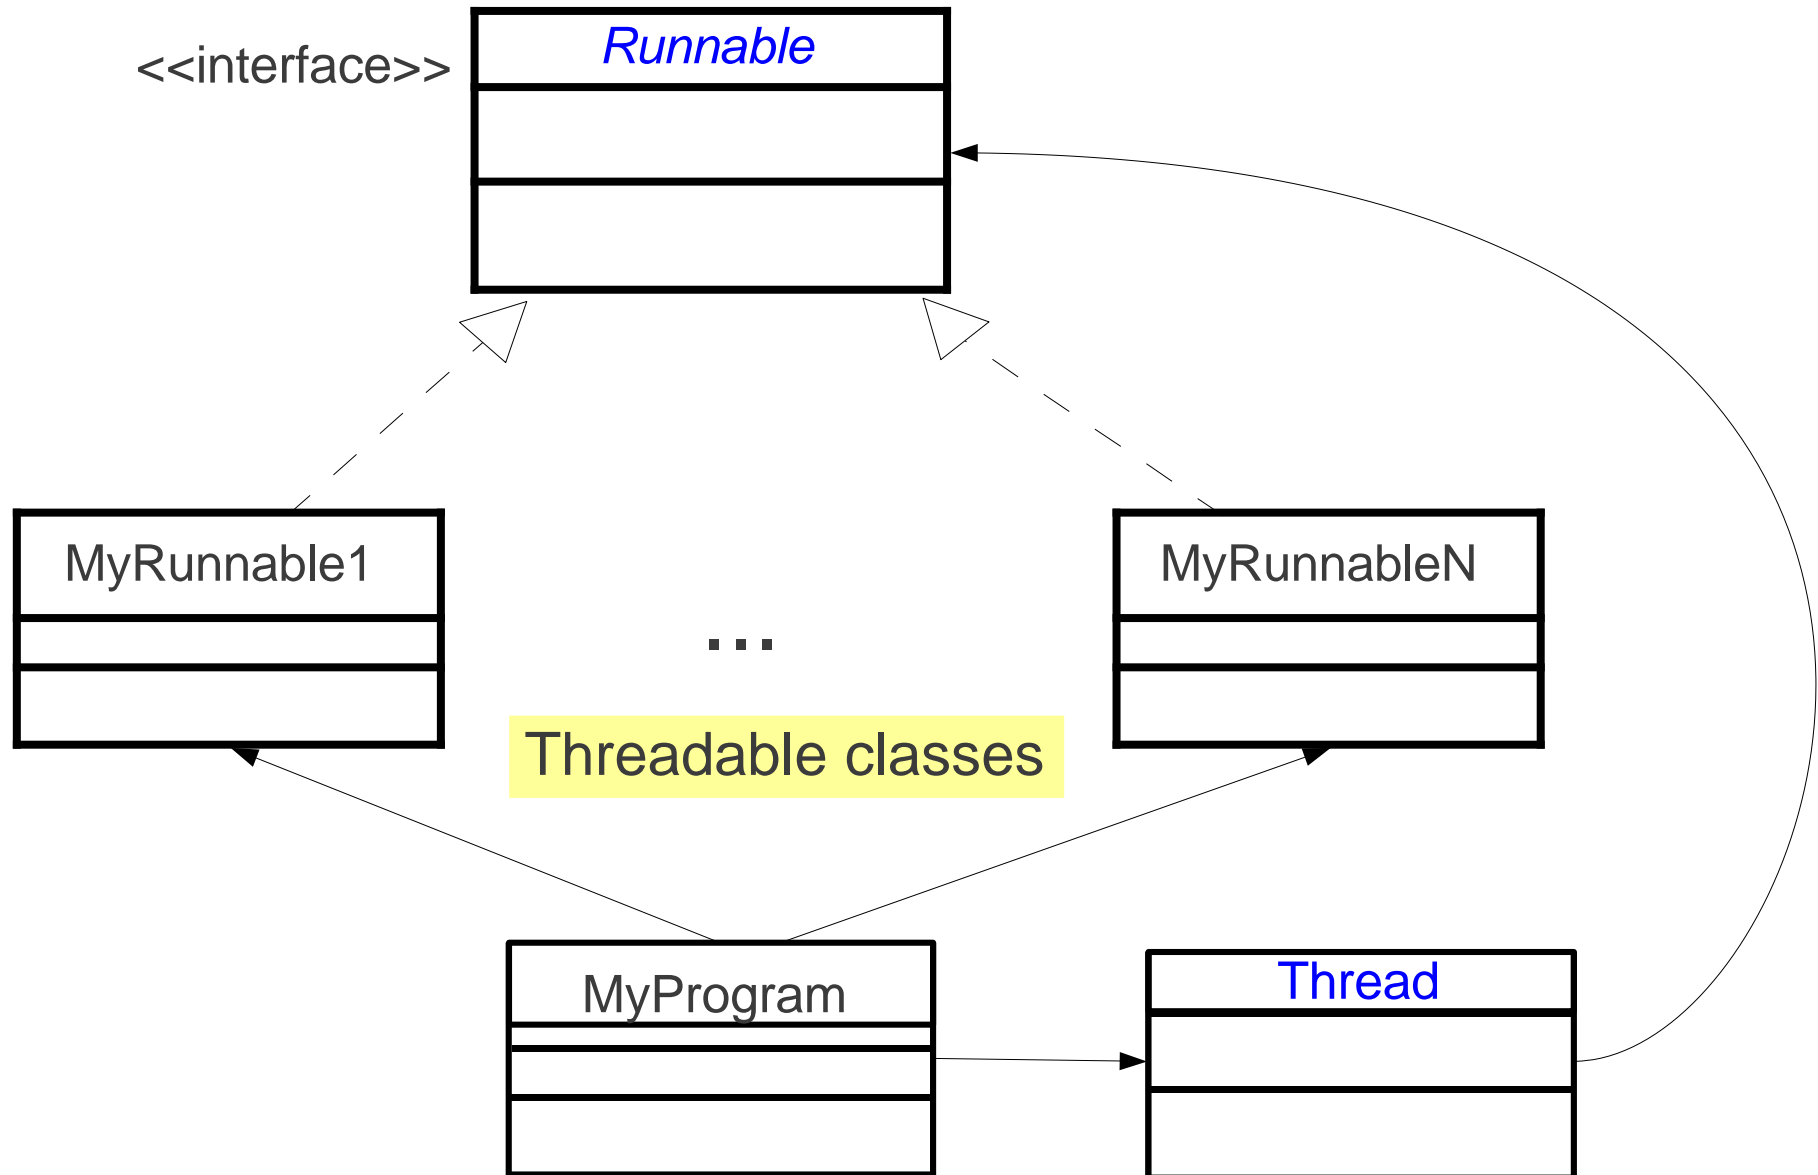 Runnable
<<interface>>
MyRunnable1
MyRunnableN
...
Threadable classes
MyProgram
Thread